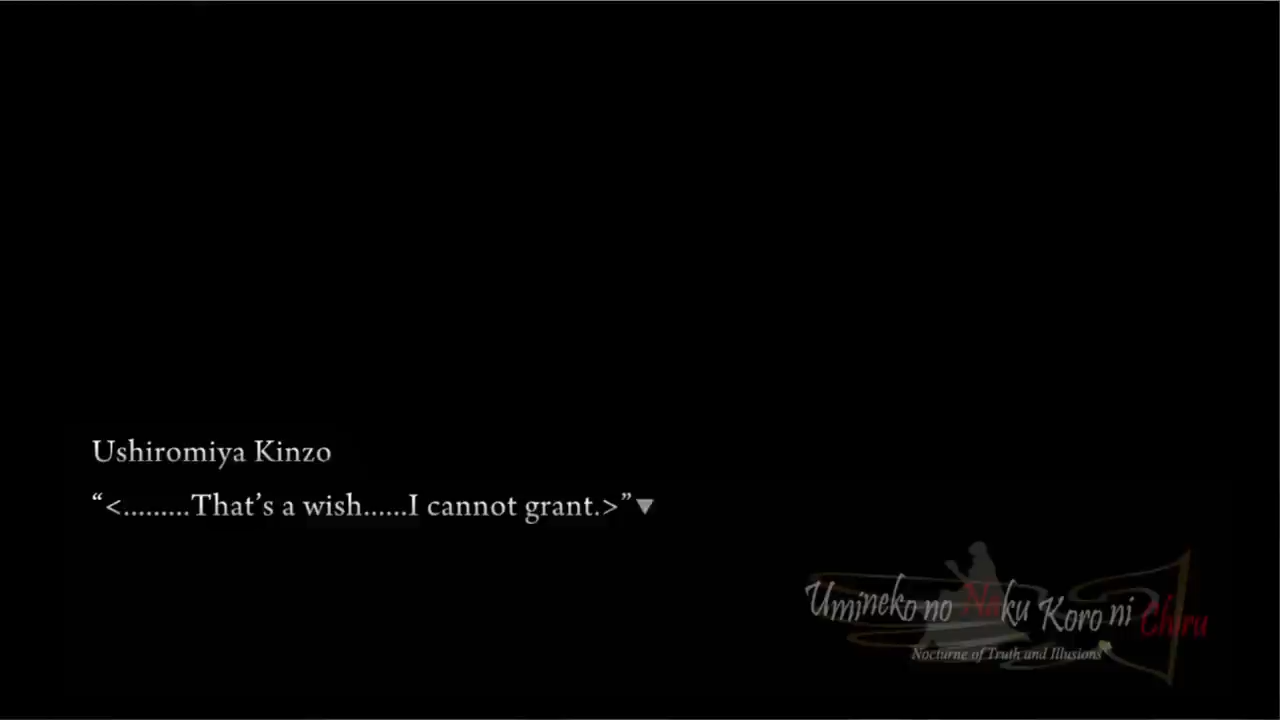 Ushiromiya Kinzo
“<.........That’s a wish......I cannot grant.>”
Umineko no Naku Koro ni Chiru
Nocturne of Truth and Illusions